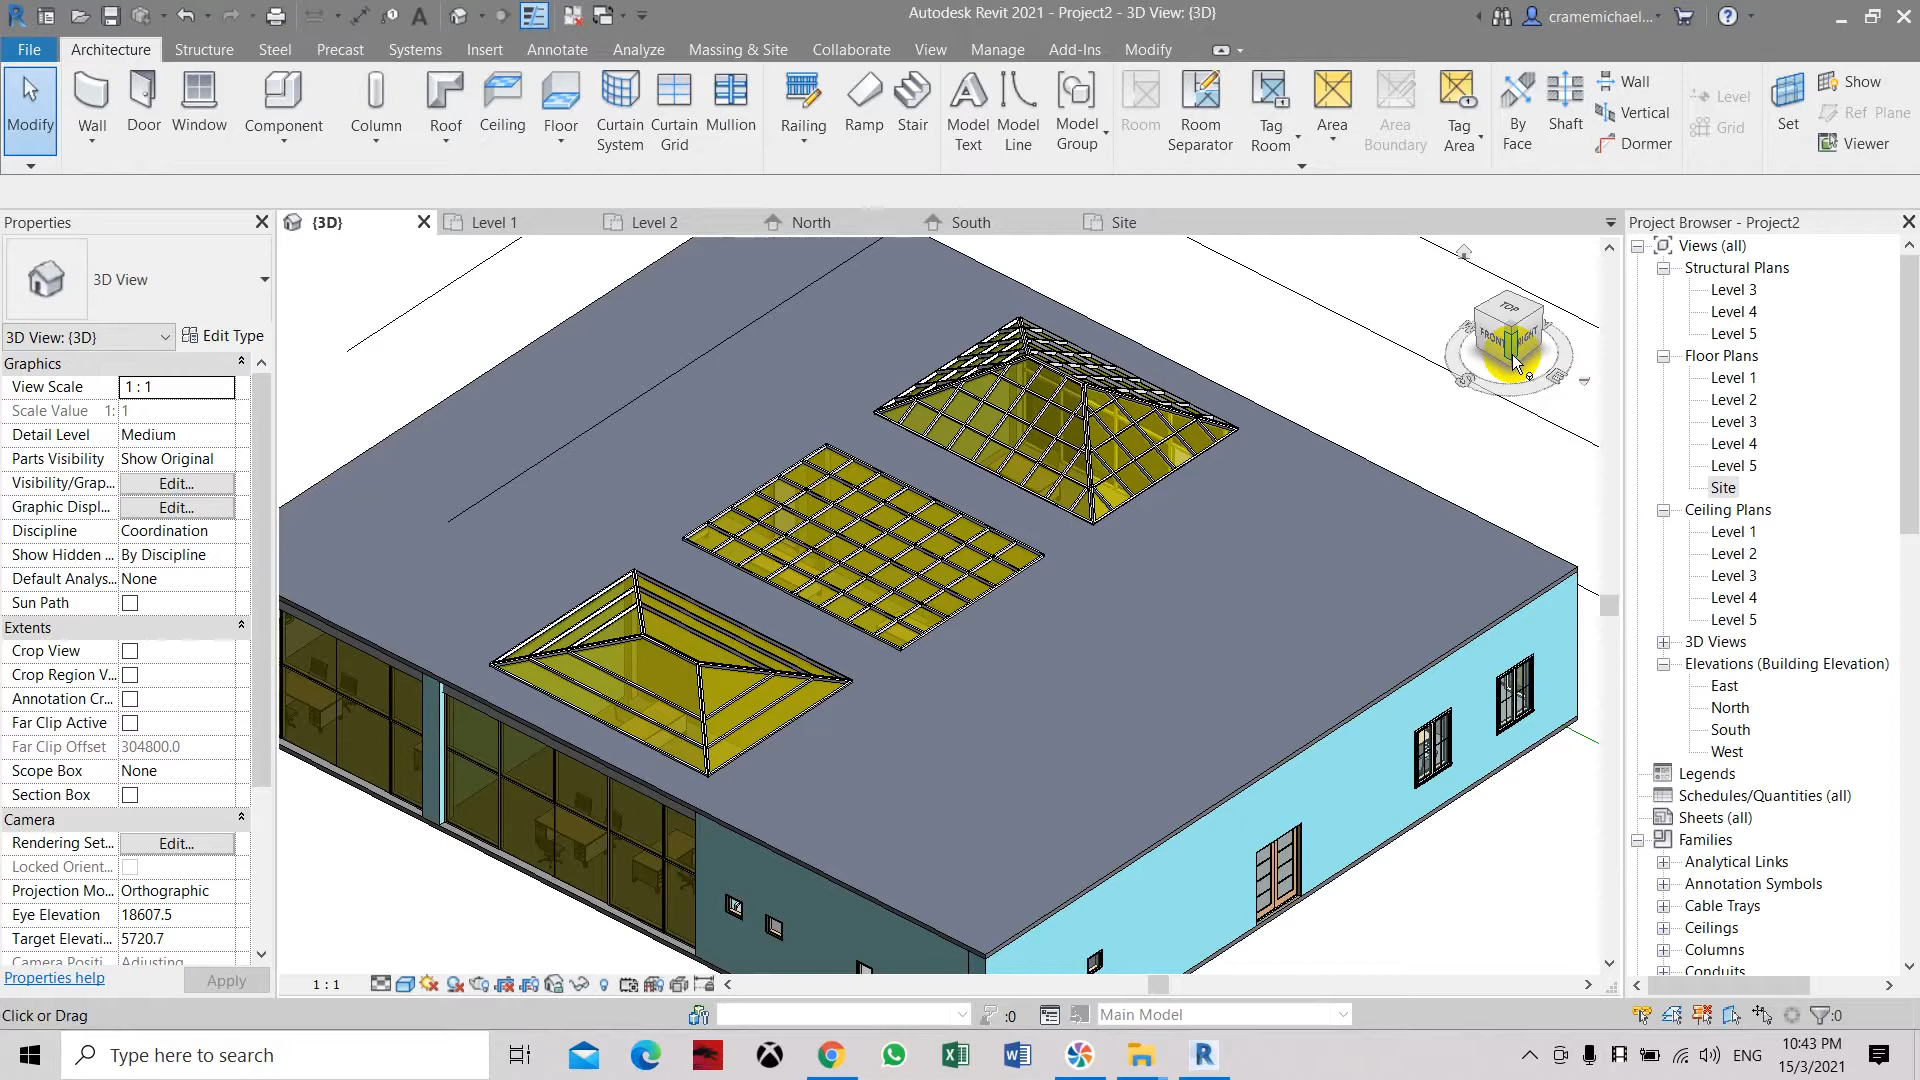 Autodesk Revit 2021 - Project2 - 3D View: {3D}
cramemichael...
File Architecture Structure Steel Precast Systems Insert Annotate Analyze Massing & Site Collaborate View Manage Add-Ins Modify
Modify
Wall
Door
Window
Component
Column
Roof
Ceiling
Floor
Curtain System
Curtain Grid
Mullion
Railing
Ramp
Stair
Model Text
Model Line
Model Group
Room
Room Separator
Tag Room
Area
Area Boundary
Tag Area
By Face
Shaft
Wall
Vertical
Dormer
Level
Grid
Set
Show
Ref Plane
Viewer
Properties
{3D}
Level 1
Level 2
North
South
Site
Project Browser - Project2
3D View
3D View: {3D}
Edit Type
Graphics
View Scale 1 : 1
Scale Value 1: 1
Detail Level Medium
Parts Visibility Show Original
Visibility/Grap... Edit...
Graphic Displ... Edit...
Discipline Coordination
Show Hidden ... By Discipline
Default Analys... None
Sun Path
Extents
Crop View
Crop Region V...
Annotation Cr...
Far Clip Active
Far Clip Offset 304800.0
Scope Box None
Section Box
Camera
Rendering Set... Edit...
Locked Orient...
Projection Mo... Orthographic
Eye Elevation 18607.5
Target Elevati... 5720.7
Camera Positi... Adjusting
Properties help
Apply
TOP
FRONT
RIGHT
Views (all)
Structural Plans
Level 3
Level 4
Level 5
Floor Plans
Level 1
Level 2
Level 3
Level 4
Level 5
Site
Ceiling Plans
Level 1
Level 2
Level 3
Level 4
Level 5
3D Views
Elevations (Building Elevation)
East
North
South
West
Legends
Schedules/Quantities (all)
Sheets (all)
Families
Analytical Links
Annotation Symbols
Cable Trays
Ceilings
Columns
Conduits
1 : 1
Click or Drag
:0
Main Model
:0
Type here to search
ENG
10:43 PM
15/3/2021